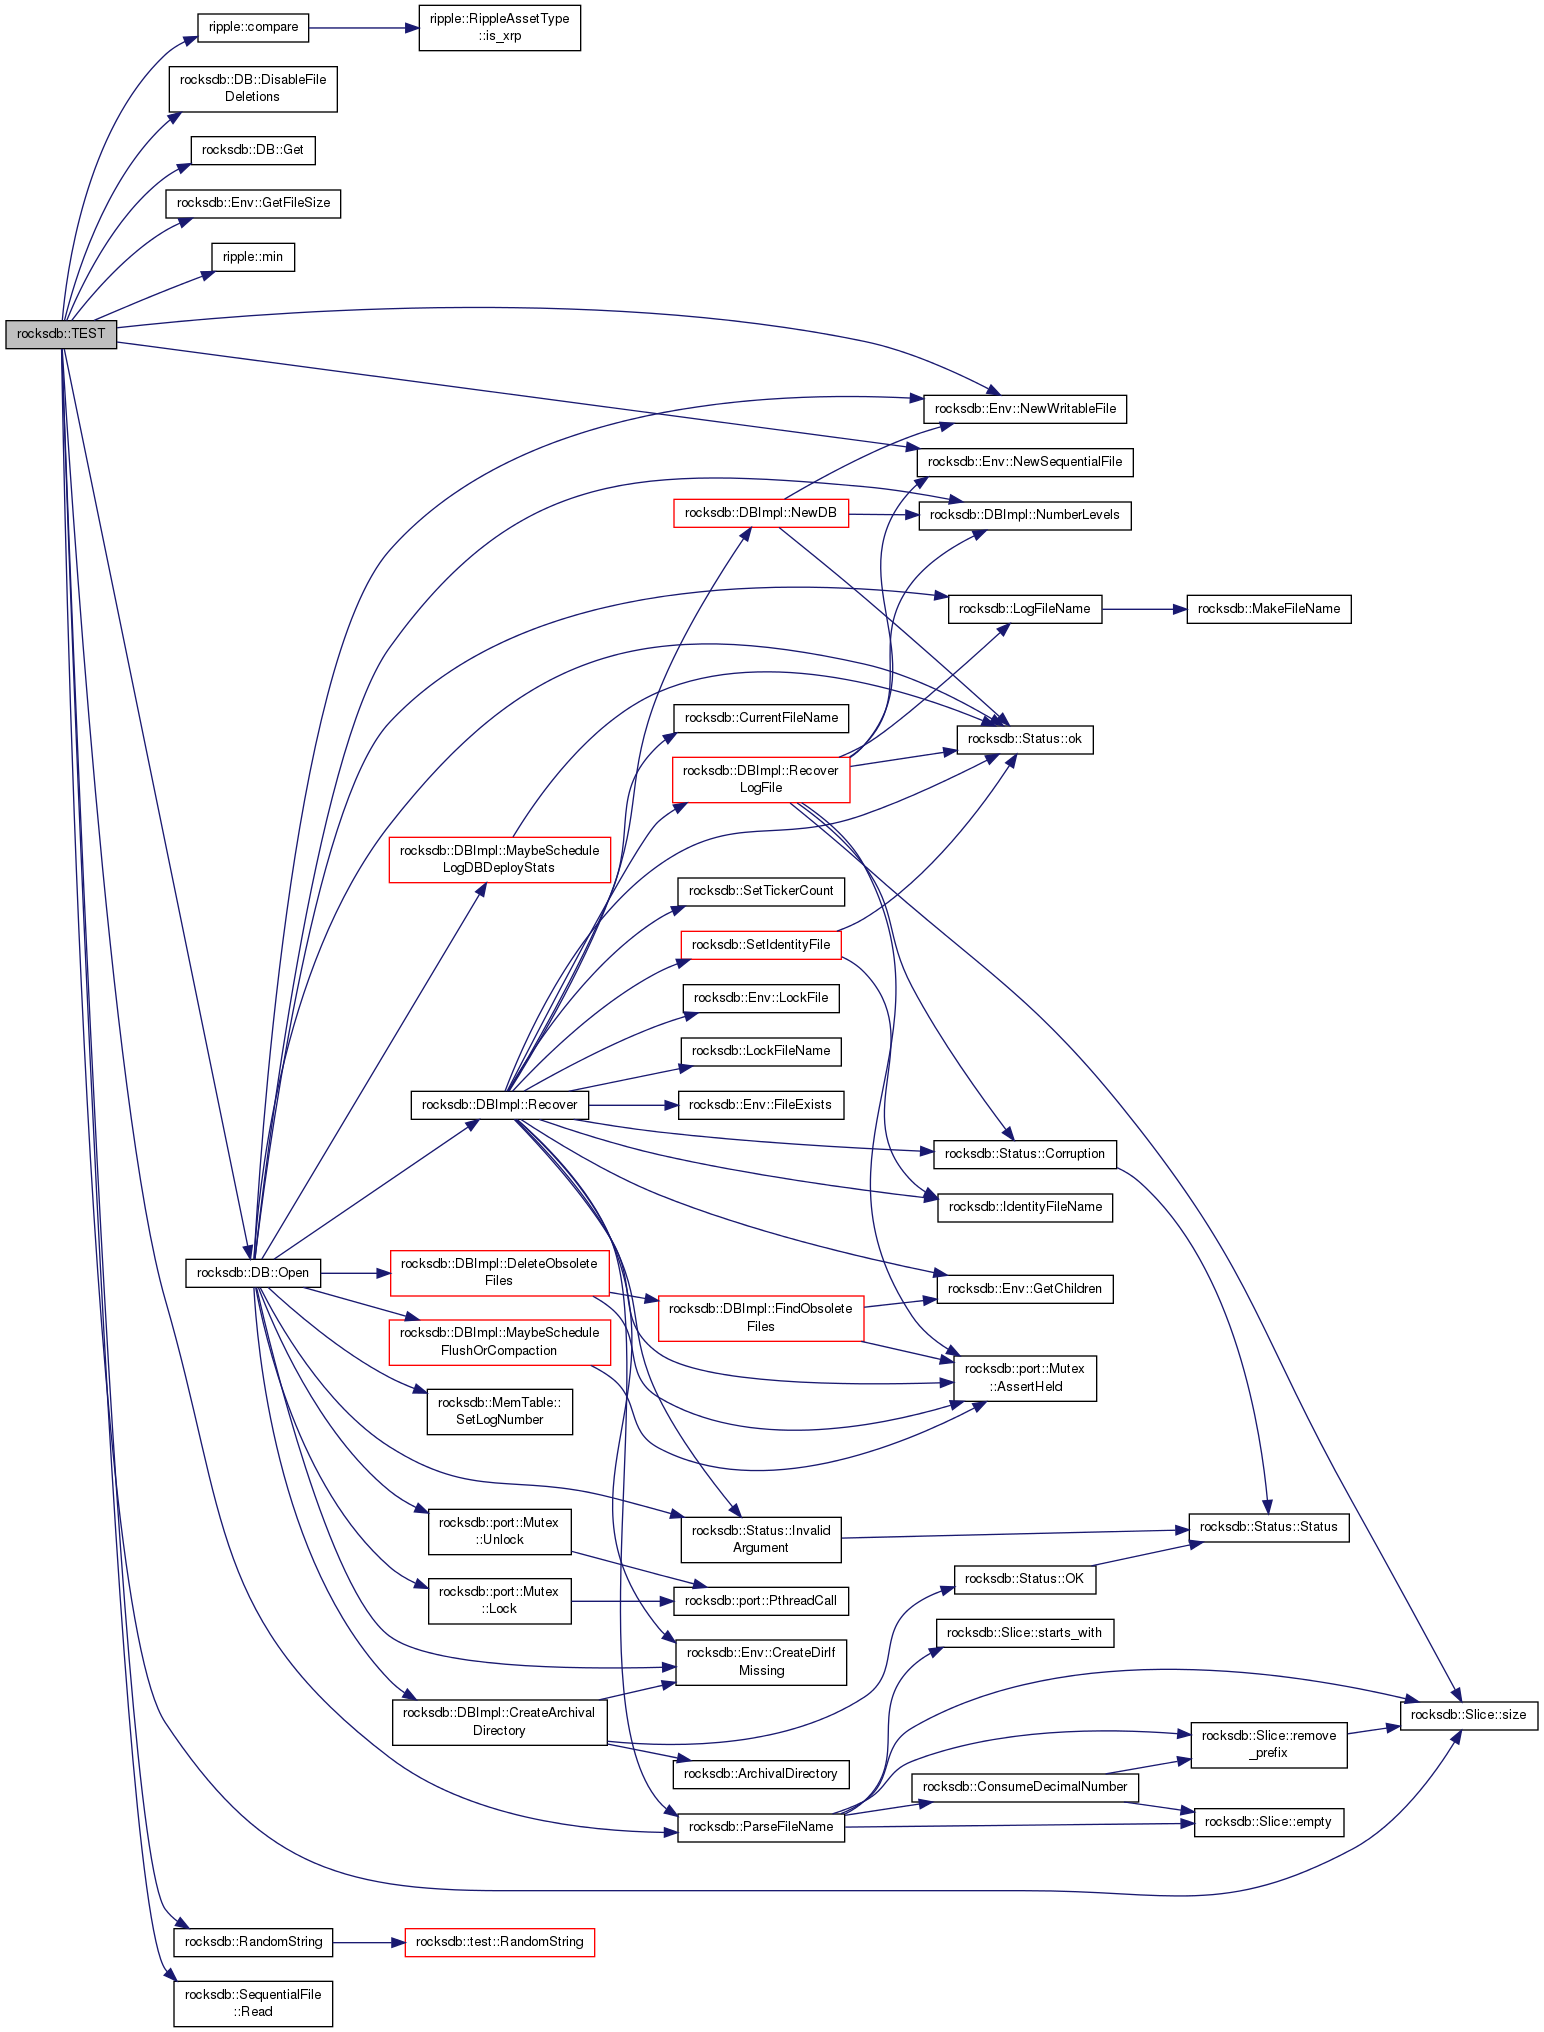 ripple::compare
ripple::RippleAssetType
::is_xrp
rocksdb::DB::DisableFile
Deletions
rocksdb::DB::Get
rocksdb::Env::GetFileSize
ripple::min
rocksdb::TEST
rocksdb::Env::NewWritableFile
rocksdb::Env::NewSequentialFile
rocksdb::DBImpl::NewDB
rocksdb::DBImpl::NumberLevels
rocksdb::LogFileName
rocksdb::MakeFileName
rocksdb::CurrentFileName
rocksdb::Status::ok
rocksdb::DBImpl::Recover
LogFile
rocksdb::DBImpl::MaybeSchedule
LogDBDeployStats
rocksdb::SetTickerCount
rocksdb::SetIdentityFile
rocksdb::Env::LockFile
rocksdb::LockFileName
rocksdb::DBImpl::Recover
rocksdb::Env::FileExists
rocksdb::Status::Corruption
rocksdb::IdentityFileName
rocksdb::DB::Open
rocksdb::DBImpl::DeleteObsolete
Files
rocksdb::Env::GetChildren
rocksdb::DBImpl::FindObsolete
Files
rocksdb::DBImpl::MaybeSchedule
FlushOrCompaction
rocksdb::port::Mutex
::AssertHeld
rocksdb::MemTable::
SetLogNumber
rocksdb::port::Mutex
::Unlock
rocksdb::Status::Invalid
Argument
rocksdb::Status::Status
rocksdb::Status::OK
rocksdb::port::Mutex
::Lock
rocksdb::port::PthreadCall
rocksdb::Slice::starts_with
rocksdb::Env::CreateDirIf
Missing
rocksdb::DBImpl::CreateArchival
Directory
rocksdb::Slice::size
rocksdb::Slice::remove
_prefix
rocksdb::ArchivalDirectory
rocksdb::ConsumeDecimalNumber
rocksdb::ParseFileName
rocksdb::Slice::empty
rocksdb::RandomString
rocksdb::test::RandomString
rocksdb::SequentialFile
::Read